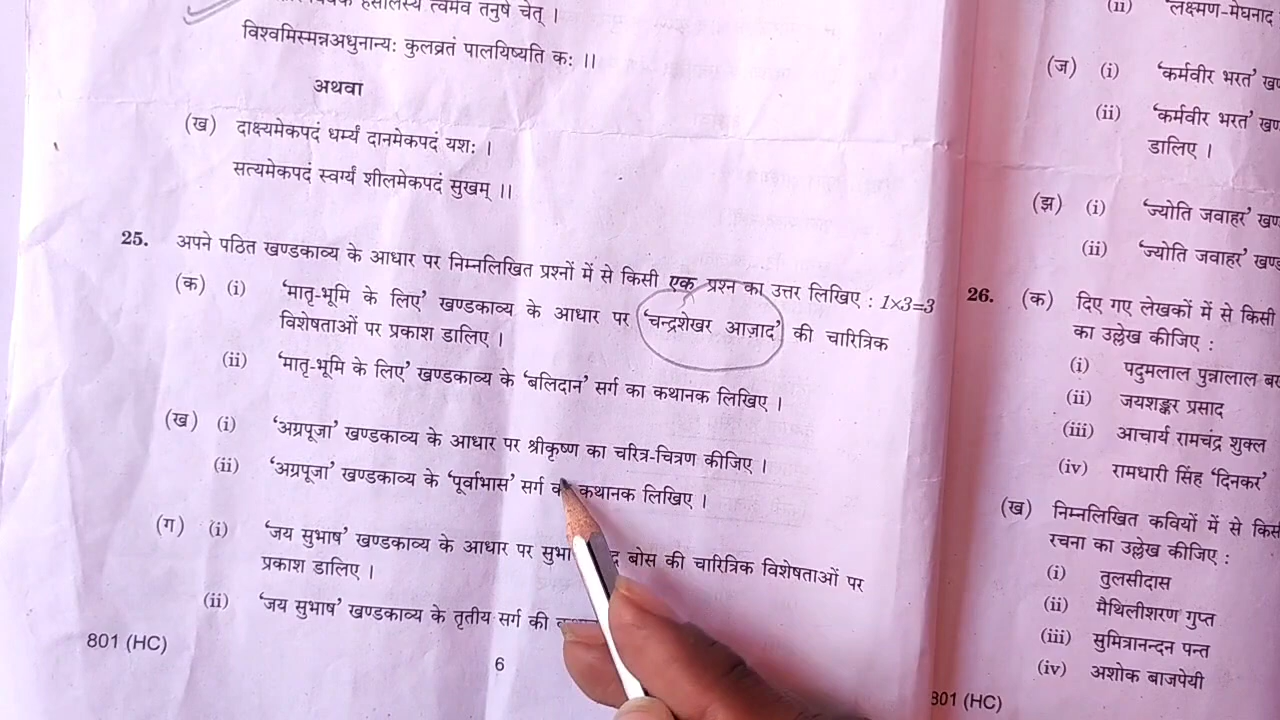 त्वमेव तनुषे चेत् ।
विश्वमिस्मन्नअधुनान्यः कुलव्रतं पालयिष्यति कः ।।
अथवा
(ख) दाक्ष्यमेकपदं धर्म्यं दानमेकपदं यशः ।
सत्यमेकपदं स्वर्ग्यं शीलमेकपदं सुखम् ।।
25. अपने पठित खण्डकाव्य के आधार पर निम्नलिखित प्रश्नों में से किसी एक प्रश्न का उत्तर लिखिए : 1×3=3
(क) (i) 'मातृ-भूमि के लिए' खण्डकाव्य के आधार पर 'चन्द्रशेखर आज़ाद' की चारित्रिक
विशेषताओं पर प्रकाश डालिए ।
(ii) 'मातृ-भूमि के लिए' खण्डकाव्य के 'बलिदान' सर्ग का कथानक लिखिए ।
(ख) (i) 'अग्रपूजा' खण्डकाव्य के आधार पर श्रीकृष्ण का चरित्र-चित्रण कीजिए ।
(ii) 'अग्रपूजा' खण्डकाव्य के 'पूर्वाभास' सर्ग का कथानक लिखिए ।
(ग) (i) 'जय सुभाष' खण्डकाव्य के आधार पर बोस की चारित्रिक विशेषताओं पर
प्रकाश डालिए ।
(ii) 'जय सुभाष' खण्डकाव्य के तृतीय सर्ग की
801 (HC)
6
(ii) 'लक्ष्मण-मेघनाद
(ज) (i) 'कर्मवीर भरत'
(ii) 'कर्मवीर भरत'
डालिए ।
(झ) (i) 'ज्योति जवाहर'
(ii) 'ज्योति जवाहर'
26. (क) दिए गए लेखकों में से किसी
का उल्लेख कीजिए :
(i) पदुमलाल पुन्नालाल
(ii) जयशङ्कर प्रसाद
(iii) आचार्य रामचंद्र शुक्ल
(iv) रामधारी सिंह 'दिनकर'
(ख) निम्नलिखित कवियों में से
रचना का उल्लेख कीजिए :
(i) तुलसीदास
(ii) मैथिलीशरण गुप्त
(iii) सुमित्रानन्दन पन्त
(iv) अशोक बाजपेयी
801 (HC)